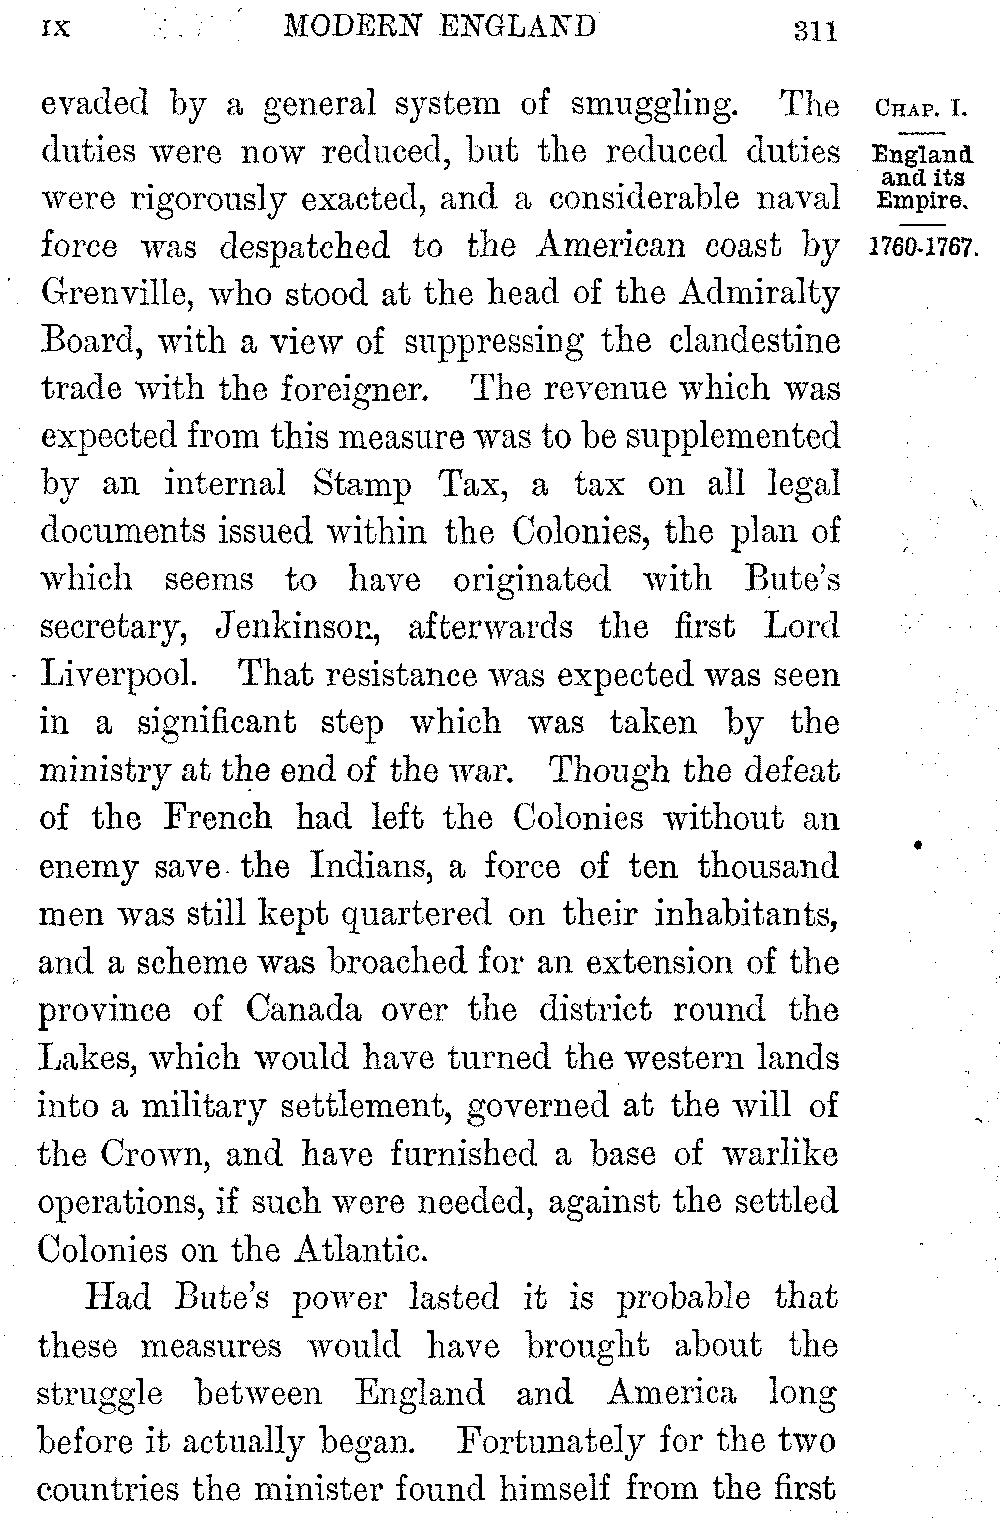 IX MODERN ENGLAND 311
evaded by a general system of smuggling. The
duties were now reduced, but the reduced duties
were rigorously exacted, and a considerable naval
force was despatched to the American coast by
Grenville, who stood at the head of the Admiralty
Board, with a view of suppressing the clandestine
trade with the foreigner. The revenue which was
expected from this measure was to be supplemented
by an internal Stamp Tax, a tax on all legal
documents issued within the Colonies, the plan of
which seems to have originated with Bute's
secretary, Jenkinson, afterwards the first Lord
Liverpool. That resistance was expected was seen
in a significant step which was taken by the
ministry at the end of the war. Though the defeat
of the French had left the Colonies without an
enemy save the Indians, a force of ten thousand
men was still kept quartered on their inhabitants,
and a scheme was broached for an extension of the
province of Canada over the district round the
Lakes, which would have turned the western lands
into a military settlement, governed at the will of
the Crown, and have furnished a base of warlike
operations, if such were needed, against the settled
Colonies on the Atlantic.
Had Bute's power lasted it is probable that
these measures would have brought about the
struggle between England and America long
before it actually began. Fortunately for the two
countries the minister found himself from the first
CHAP. I.
England
and its
Empire.
1760-1767.